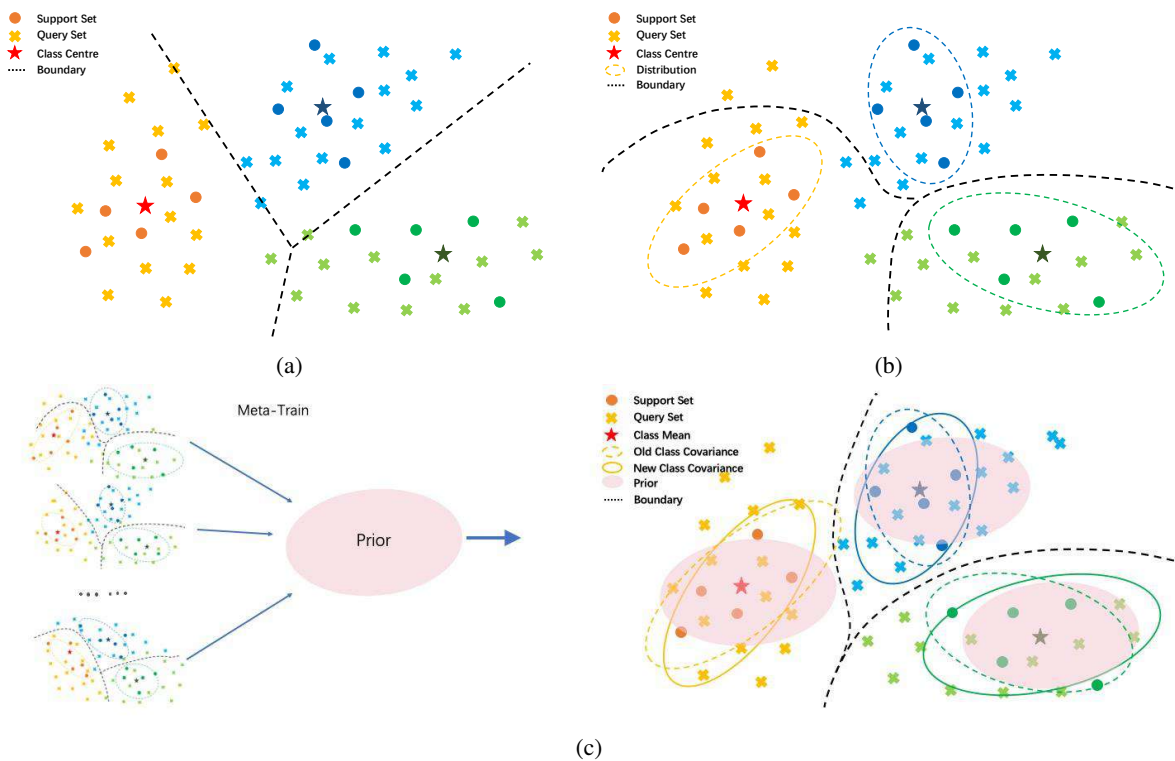 Support Set
Query Set
Class Centre
Boundary
(a)
Support Set
Query Set
Class Centre
Distribution
Boundary
(b)
Meta-Train
Prior
Support Set
Query Set
Class Mean
Old Class Covariance
New Class Covariance
Prior
Boundary
(c)